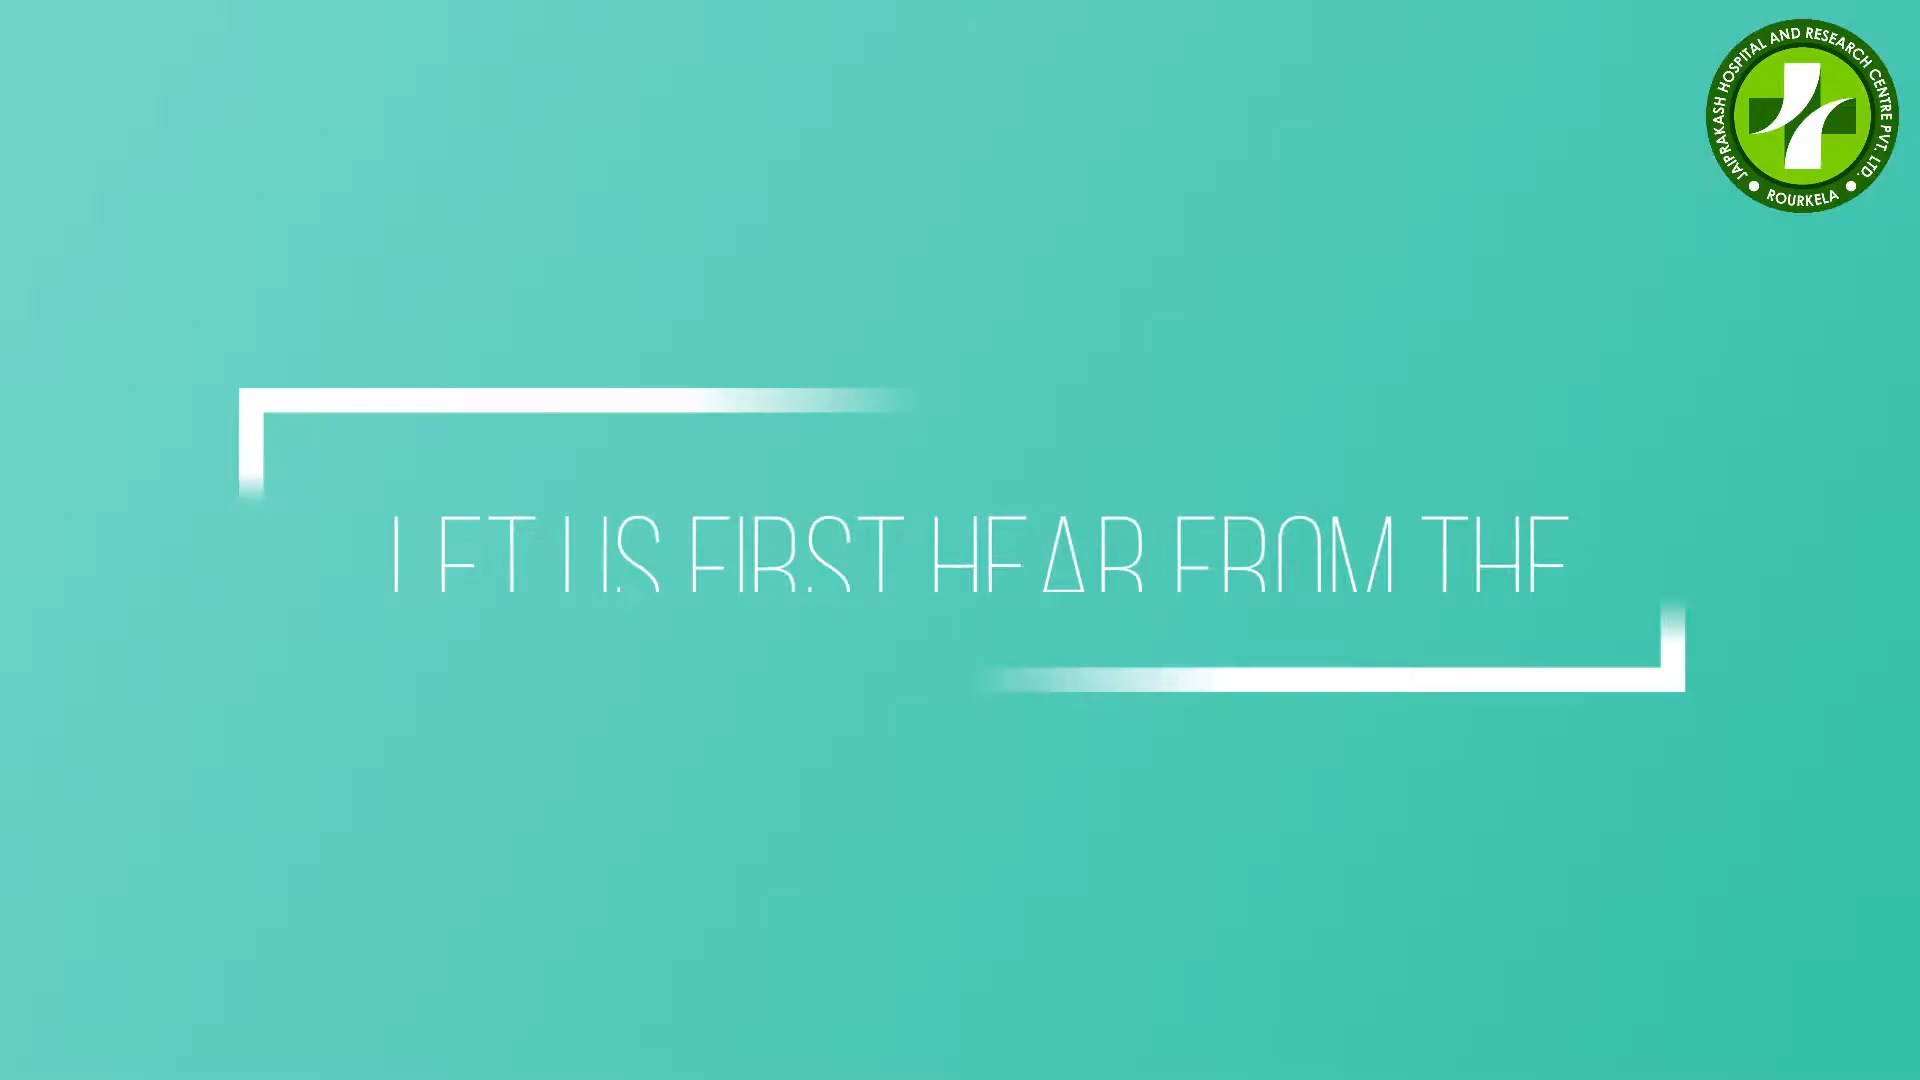 JAIPRAKASH HOSPITAL AND RESEARCH CENTRE PVT. LTD.
ROURKELA
LET US FIRST HEAR FROM THE